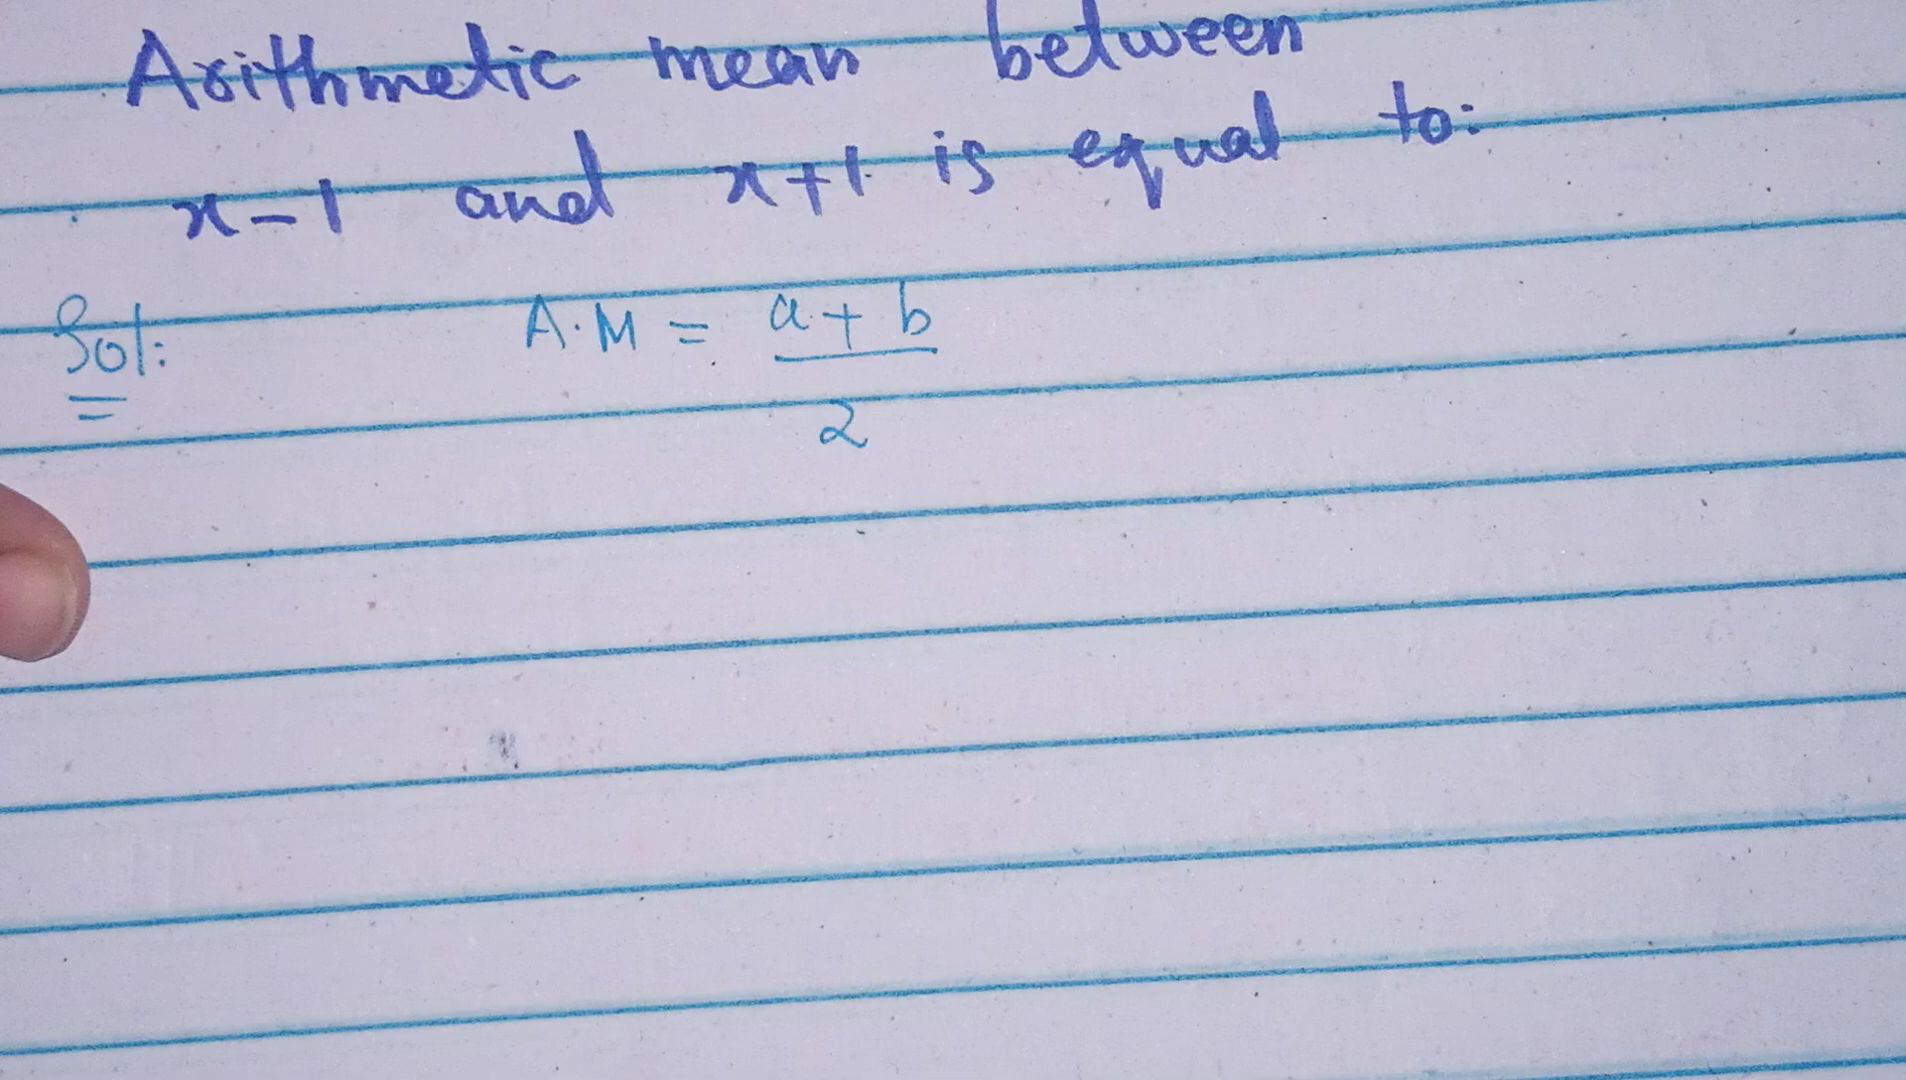 Arithmetic mean between
x-1 and x+1 is equal to:
Sol: A.M = a+b
2